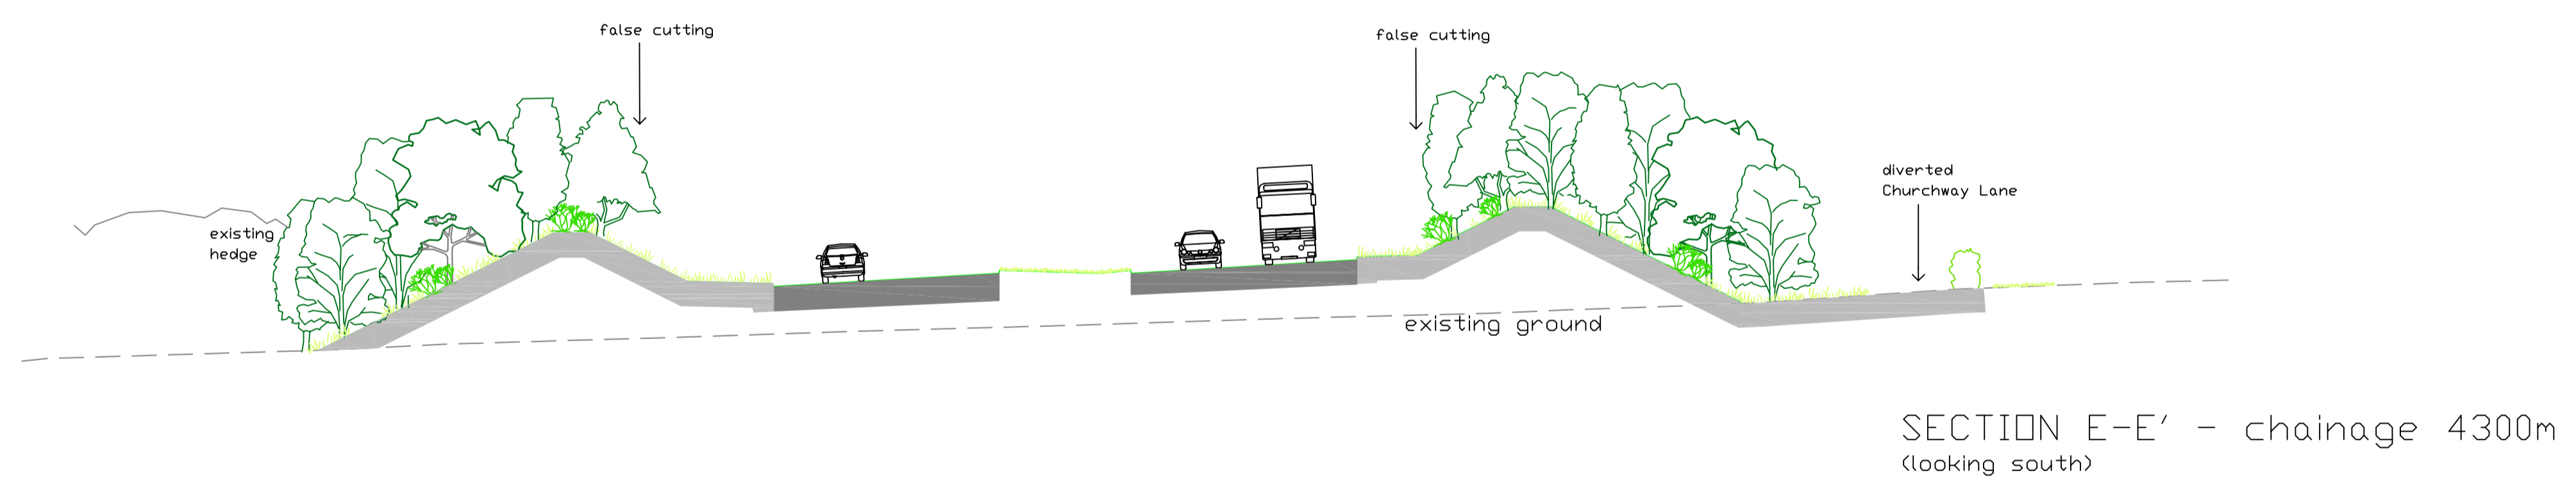 false cutting
false cutting
diverted
Churchway Lane
existing
hedge
existing ground
SECTION E-E' - chainage 4300m
(looking south)